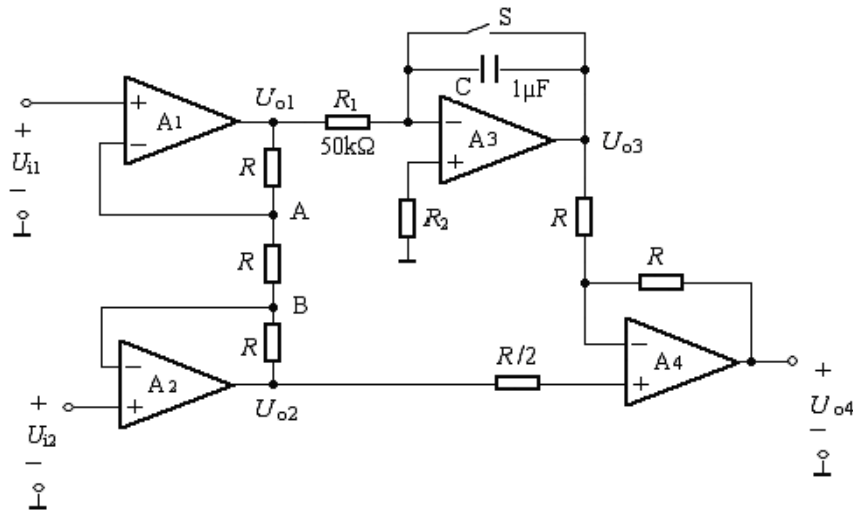 S
C
1μF
+
A1
−
Uo1
R1
50kΩ
−
A3
+
Uo3
+
Ui1
−
R
A
R2
R
R
R
B
R
−
A2
+
R/2
−
A4
+
Uo2
+
Ui2
−
+
Uo4
−